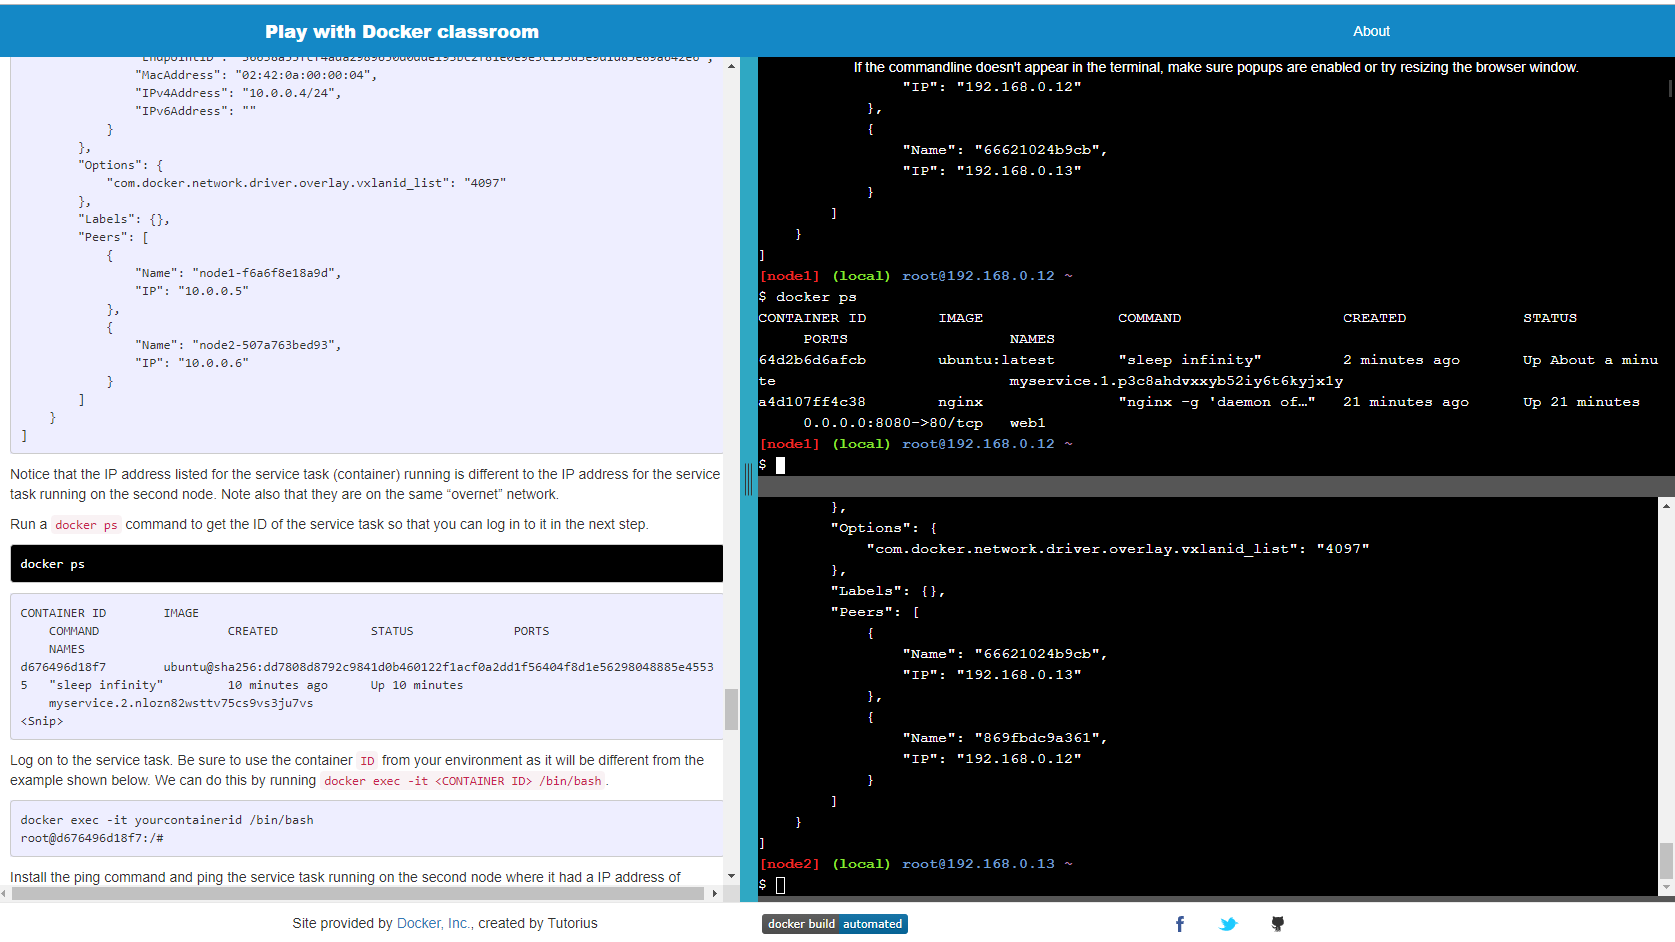 Play with Docker classroom
About
"MacAddress": "02:42:0a:00:00:04",
"IPv4Address": "10.0.0.4/24",
"IPv6Address": ""
}
},
"Options": {
"com.docker.network.driver.overlay.vxlanid_list": "4097"
},
"Labels": {},
"Peers": [
{
"Name": "node1-f6a6f8e18a9d",
"IP": "10.0.0.5"
},
{
"Name": "node2-507a763bed93",
"IP": "10.0.0.6"
}
]
}
]
Notice that the IP address listed for the service task (container) running is different to the IP address for the service
task running on the second node. Note also that they are on the same “overnet” network.
Run a docker ps command to get the ID of the service task so that you can log in to it in the next step.
docker ps
CONTAINER ID IMAGE
COMMAND CREATED STATUS PORTS
NAMES
d676496d18f7 ubuntu@sha256:dd7808d8792c9841d0b460122f1acf0a2dd1f56404f8d1e56298048885e4553
5 "sleep infinity" 10 minutes ago Up 10 minutes
myservice.2.nlozn82wsttv75cs9vs3ju7vs
<Snip>
Log on to the service task. Be sure to use the container ID from your environment as it will be different from the
example shown below. We can do this by running docker exec -it <CONTAINER ID> /bin/bash .
docker exec -it yourcontainerid /bin/bash
root@d676496d18f7:/#
Install the ping command and ping the service task running on the second node where it had a IP address of
If the commandline doesn't appear in the terminal, make sure popups are enabled or try resizing the browser window.
"IP": "192.168.0.12"
},
{
"Name": "66621024b9cb",
"IP": "192.168.0.13"
}
]
}
]
[node1] (local) root@192.168.0.12 ~
$ docker ps
CONTAINER ID IMAGE COMMAND CREATED STATUS
PORTS NAMES
64d2b6d6afcb ubuntu:latest "sleep infinity" 2 minutes ago Up About a minu
te myservice.1.p3c8ahdvxxyb52iy6t6kyjx1y
a4d107ff4c38 nginx "nginx -g 'daemon of…" 21 minutes ago Up 21 minutes
0.0.0.0:8080->80/tcp web1
[node1] (local) root@192.168.0.12 ~
$
},
"Options": {
"com.docker.network.driver.overlay.vxlanid_list": "4097"
},
"Labels": {},
"Peers": [
{
"Name": "66621024b9cb",
"IP": "192.168.0.13"
},
{
"Name": "869fbdc9a361",
"IP": "192.168.0.12"
}
]
}
]
[node2] (local) root@192.168.0.13 ~
$
Site provided by Docker, Inc., created by Tutorius
docker build automated